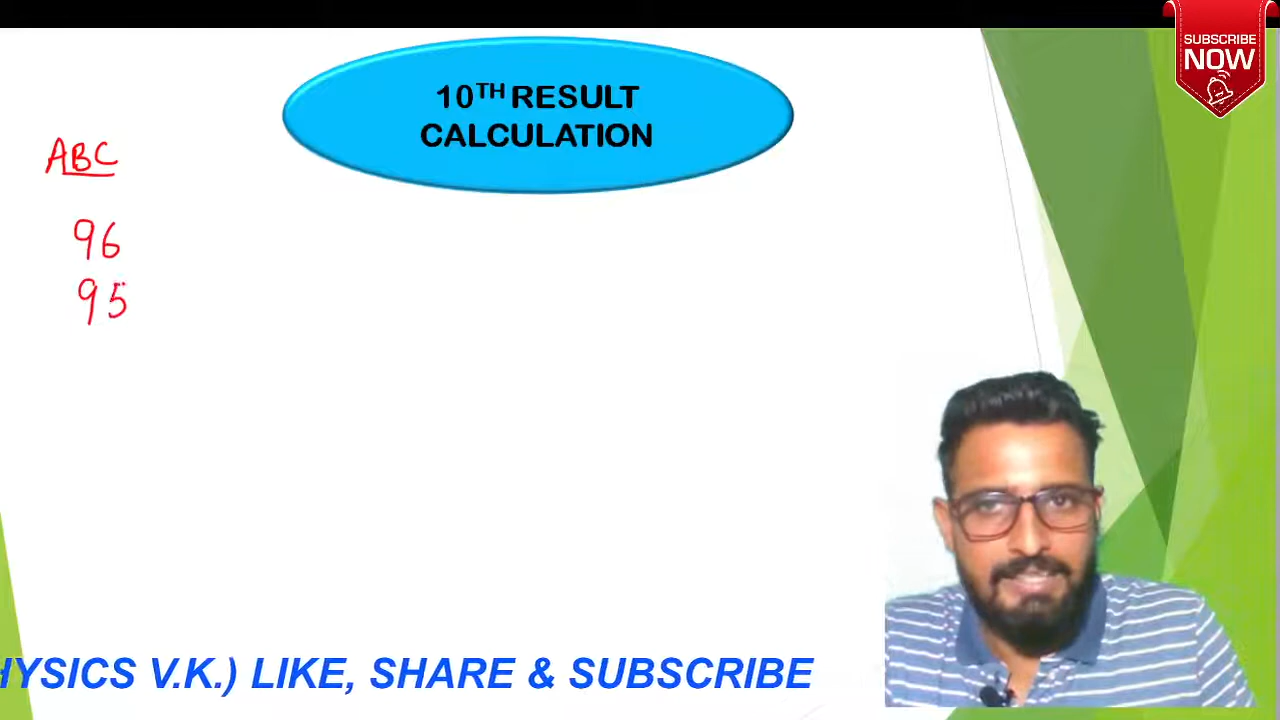 SUBSCRIBE
NOW
10TH RESULT
CALCULATION
ABC
96
95
HYSICS V.K.) LIKE, SHARE & SUBSCRIBE